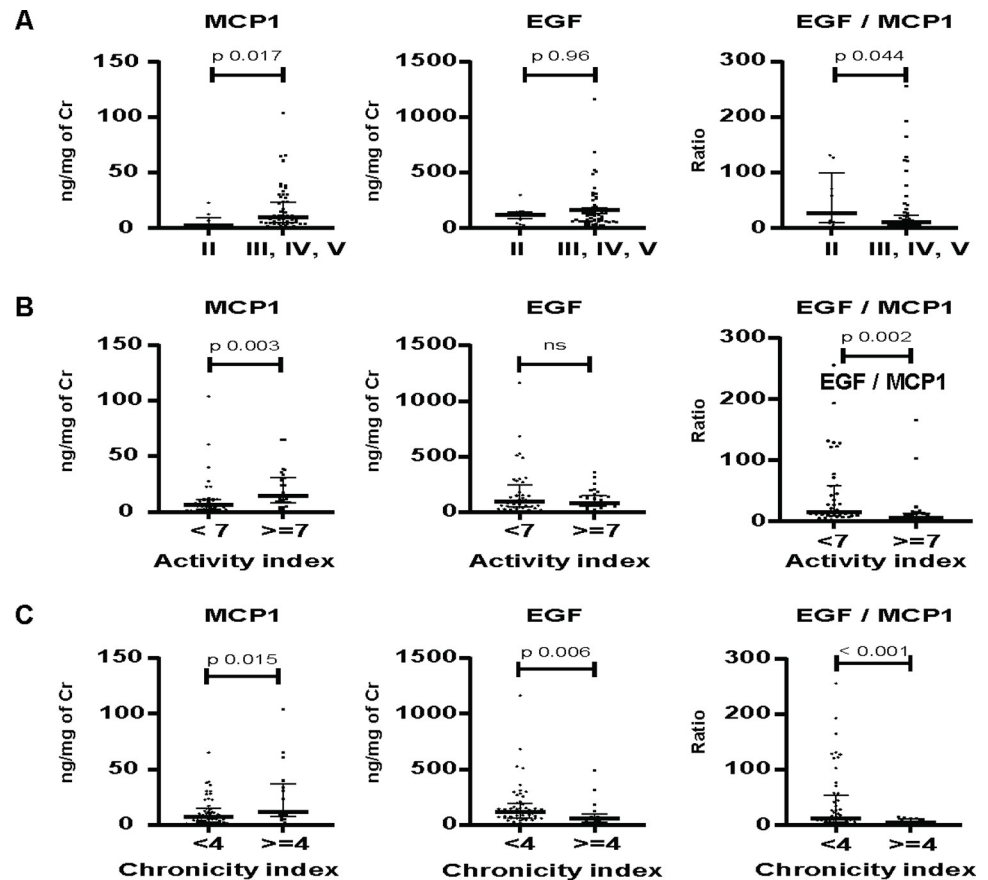 A
MCP1
EGF
EGF / MCP1
p 0.017
p 0.96
p 0.044
ng/mg of Cr
150
100
50
0
ng/mg of Cr
1500
1000
500
0
Ratio
300
200
100
0
II
III, IV, V
II
III, IV, V
II
III, IV, V
B
MCP1
EGF
EGF / MCP1
p 0.003
ns
p 0.002
EGF / MCP1
ng/mg of Cr
150
100
50
0
ng/mg of Cr
1500
1000
500
0
Ratio
300
200
100
0
< 7
>=7
<7
>=7
<7
>=7
Activity index
Activity index
Activity index
C
MCP1
EGF
EGF / MCP1
p 0.015
p 0.006
< 0.001
ng/mg of Cr
150
100
50
0
ng/mg of Cr
1500
1000
500
0
Ratio
300
200
100
0
<4
>=4
<4
>=4
<4
>=4
Chronicity index
Chronicity index
Chronicity index